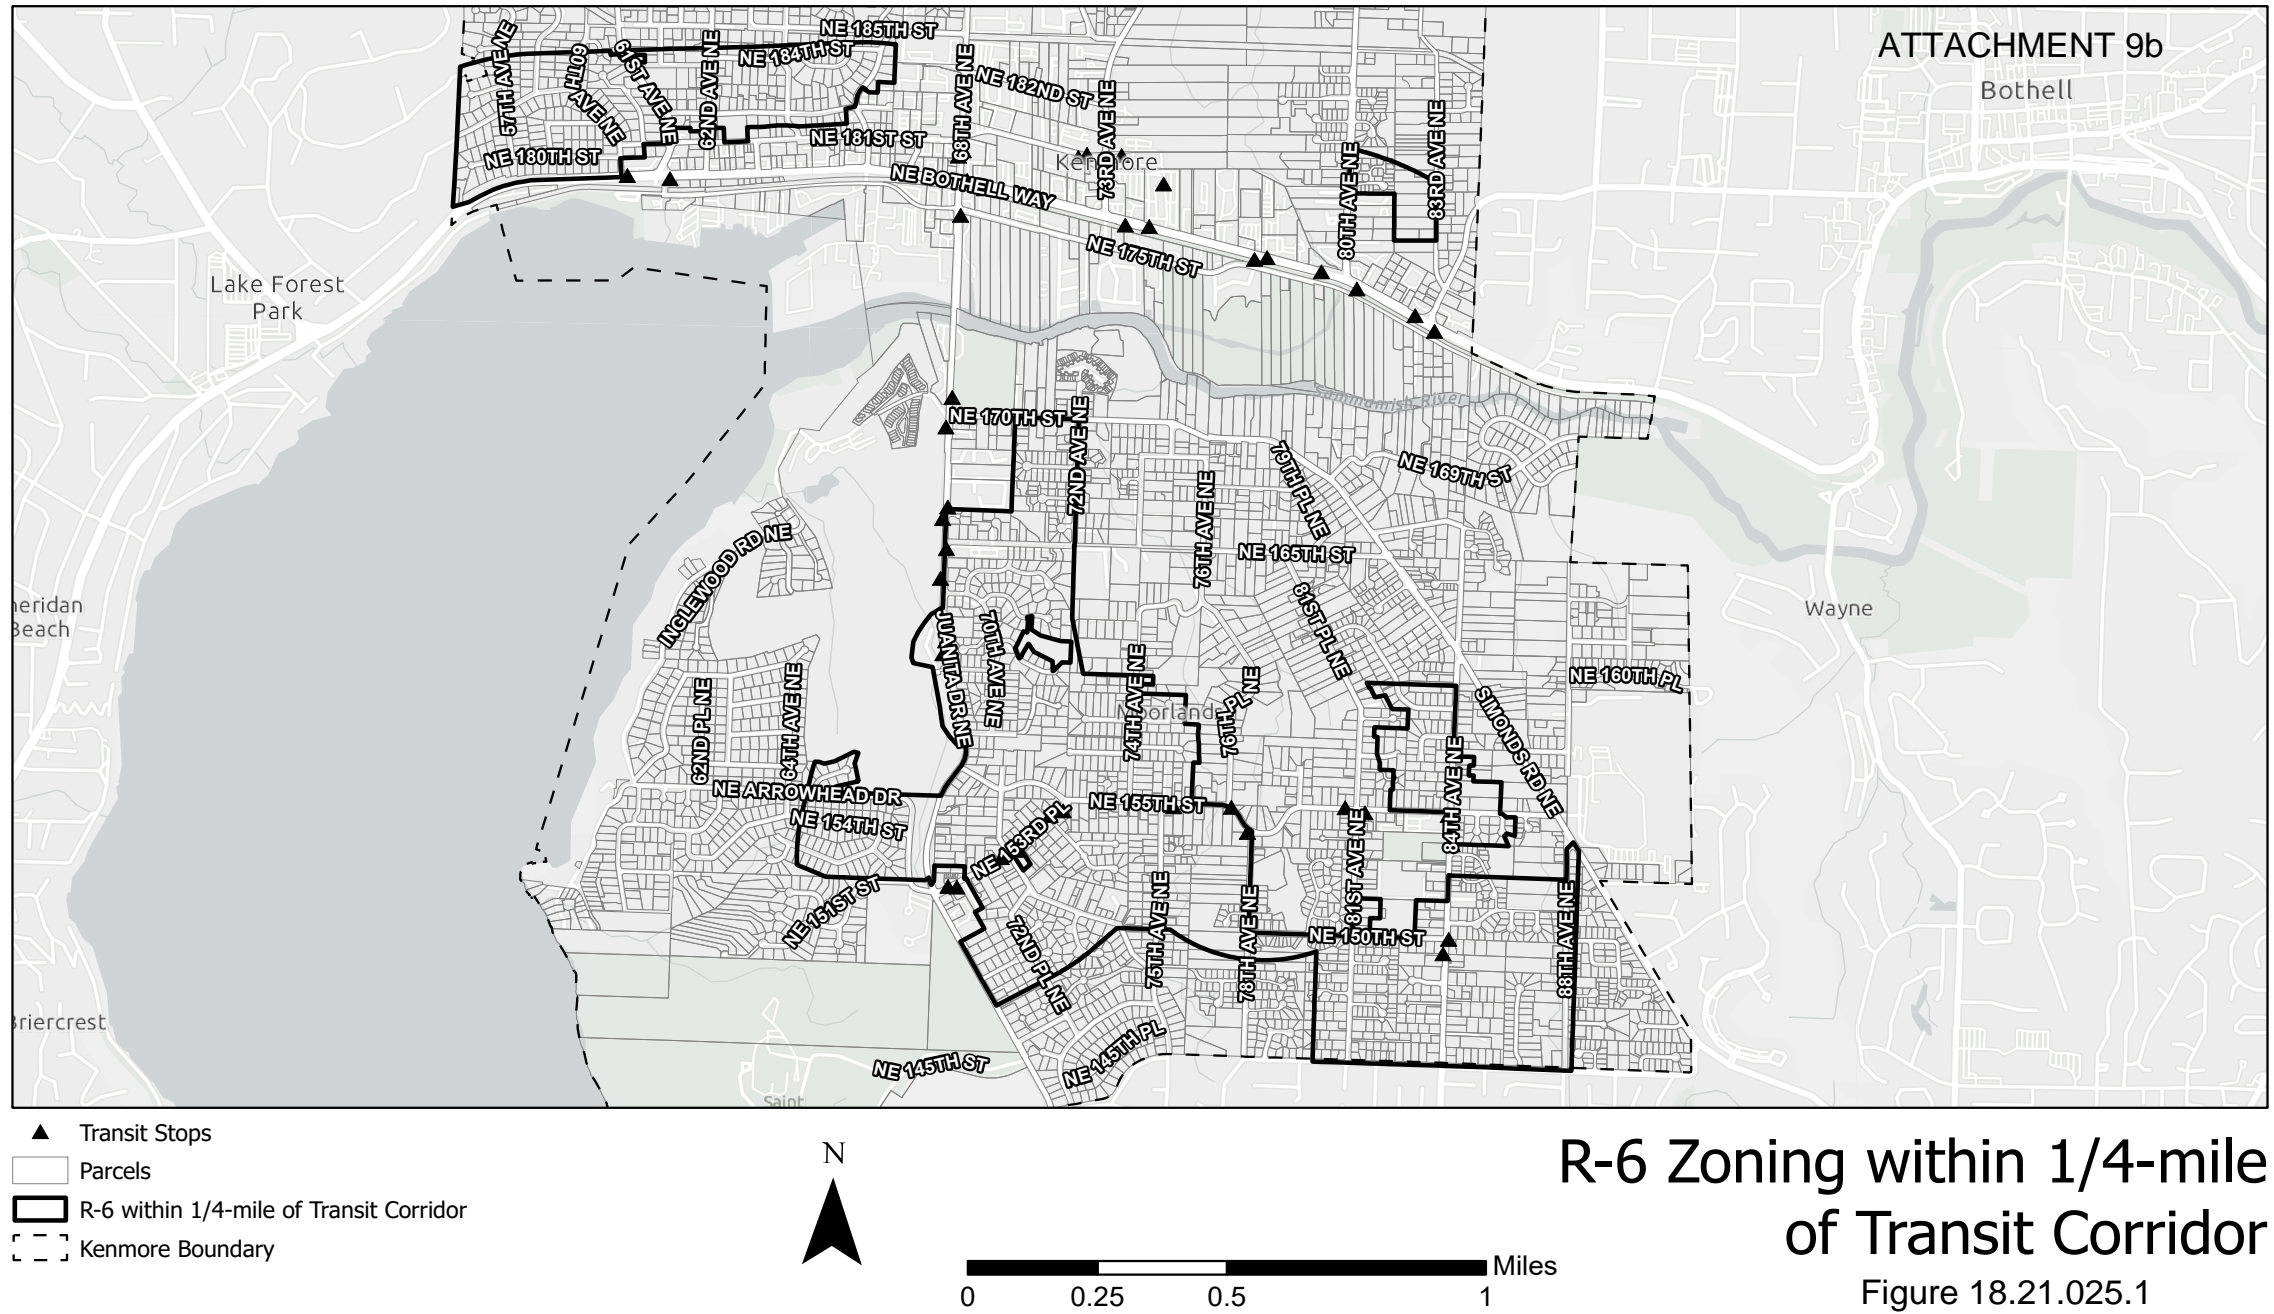 ATTACHMENT 9b
Bothell
NE 185TH ST
NE 184TH ST
57TH AVE NE
60TH AVE NE
61ST AVE NE
62ND AVE NE
68TH AVE NE
NE 182ND ST
73RD AVE NE
83RD AVE NE
80TH AVE NE
NE 181ST ST
NE 180TH ST
Kenmore
NE BOTHELL WAY
NE 175TH ST
Lake Forest
Park
Sammamish River
NE 170TH ST
72ND AVE NE
79TH PL NE
NE 169TH ST
76TH AVE NE
INGLEWOOD RD NE
NE 165TH ST
81ST PL NE
Wayne
JUANITA DR NE
70TH AVE NE
74TH AVE NE
76TH PL NE
NE 160TH PL
62ND PL NE
64TH AVE NE
SIMONDS RD NE
84TH AVE NE
NE ARROWHEAD DR
NE 154TH ST
NE 155TH ST
NE 153RD PL
81ST AVE NE
NE 151ST ST
72ND PL NE
75TH AVE NE
78TH AVE NE
NE 150TH ST
88TH AVE NE
NE 145TH ST
NE 145TH PL
Saint
Transit Stops
Parcels
R-6 within 1/4-mile of Transit Corridor
Kenmore Boundary
N
Miles
0 0.25 0.5 1
R-6 Zoning within 1/4-mile
of Transit Corridor
Figure 18.21.025.1